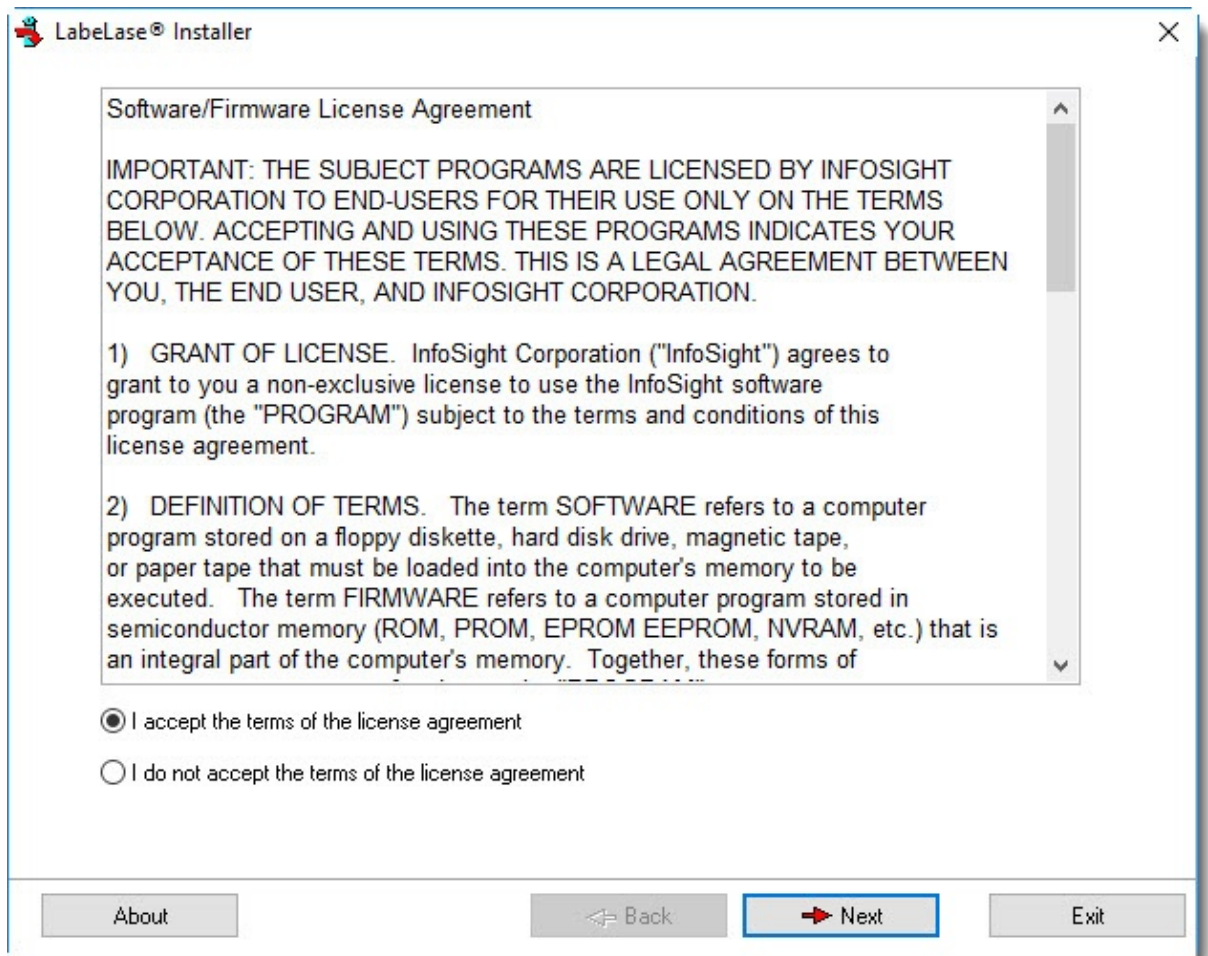 LabeLase® Installer
Software/Firmware License Agreement
IMPORTANT: THE SUBJECT PROGRAMS ARE LICENSED BY INFOSIGHT
CORPORATION TO END-USERS FOR THEIR USE ONLY ON THE TERMS
BELOW. ACCEPTING AND USING THESE PROGRAMS INDICATES YOUR
ACCEPTANCE OF THESE TERMS. THIS IS A LEGAL AGREEMENT BETWEEN
YOU, THE END USER, AND INFOSIGHT CORPORATION.
1) GRANT OF LICENSE. InfoSight Corporation ("InfoSight") agrees to
grant to you a non-exclusive license to use the InfoSight software
program (the "PROGRAM") subject to the terms and conditions of this
license agreement.
2) DEFINITION OF TERMS. The term SOFTWARE refers to a computer
program stored on a floppy diskette, hard disk drive, magnetic tape,
or paper tape that must be loaded into the computer's memory to be
executed. The term FIRMWARE refers to a computer program stored in
semiconductor memory (ROM, PROM, EPROM EEPROM, NVRAM, etc.) that is
an integral part of the computer's memory. Together, these forms of
I accept the terms of the license agreement
I do not accept the terms of the license agreement
About
Back
Next
Exit